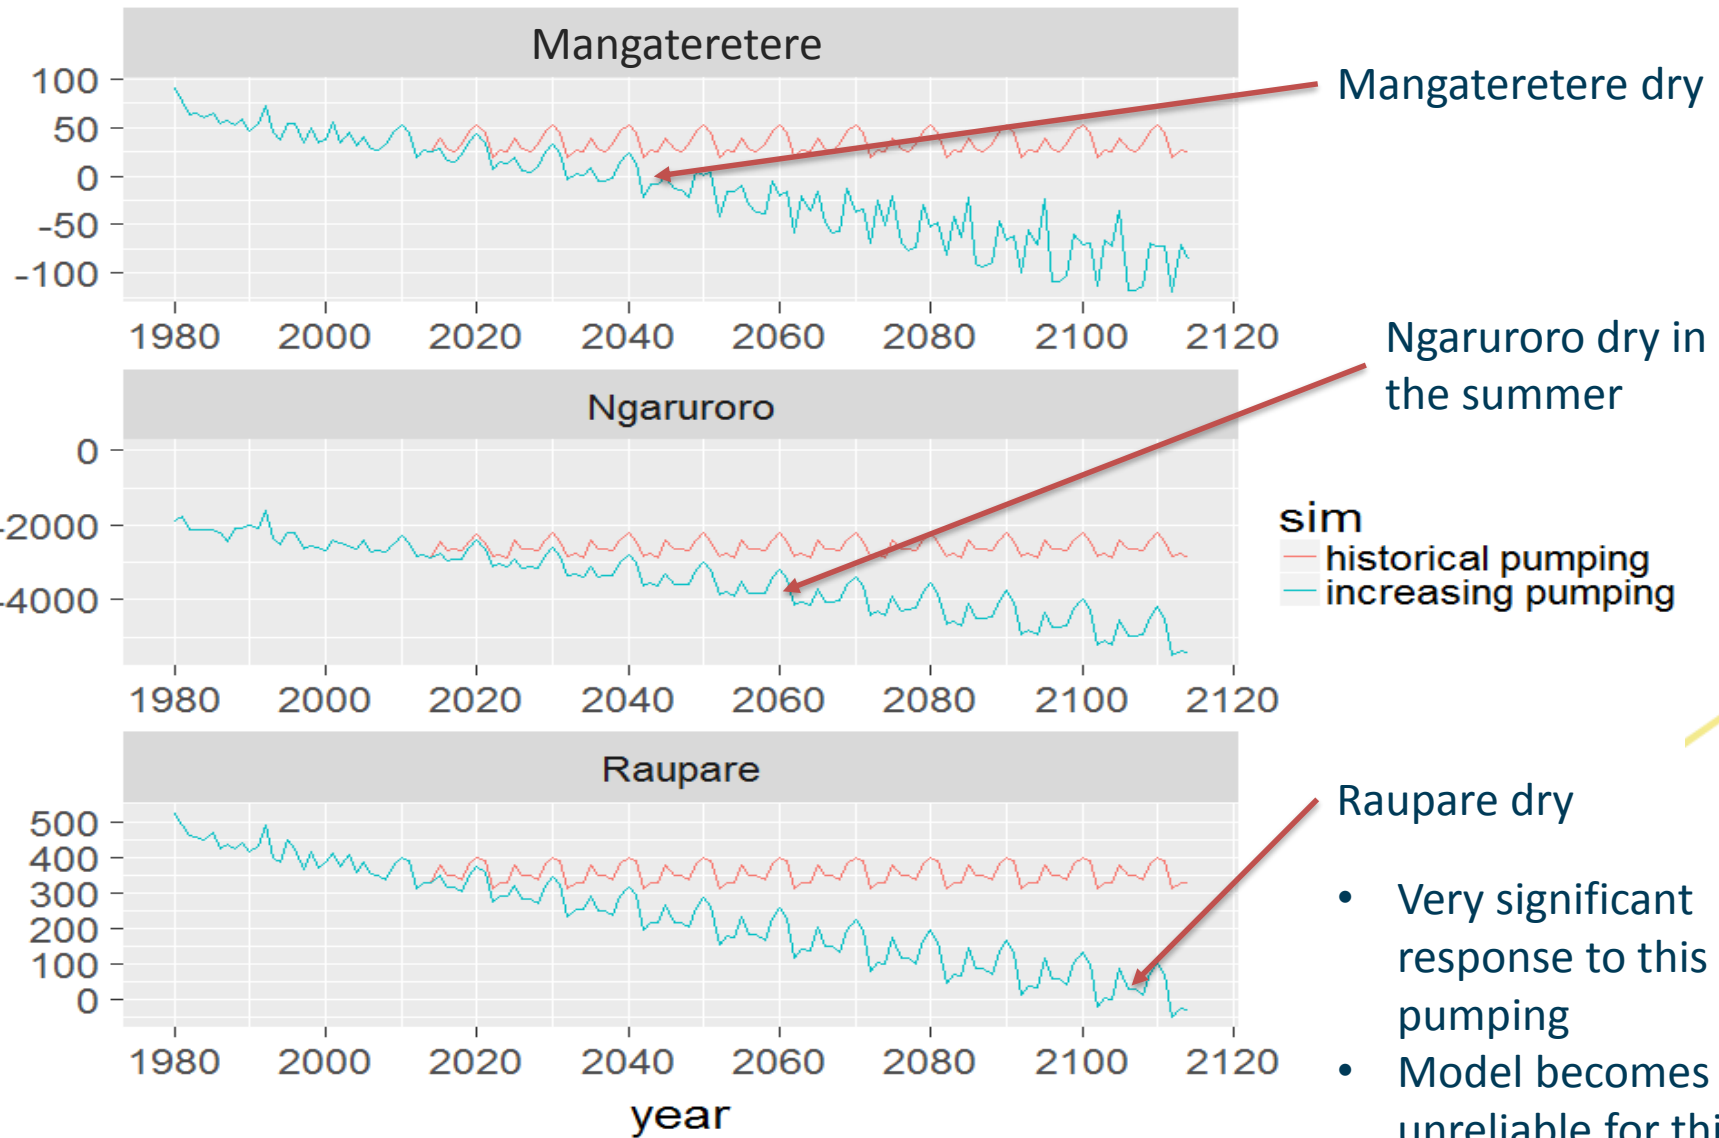 Mangateretere
100
50
0
-50
-100
1980 2000 2020 2040 2060 2080 2100 2120
Mangateretere dry
Ngaruroro
0
-2000
-4000
1980 2000 2020 2040 2060 2080 2100 2120
Ngaruroro dry in
the summer
sim
historical pumping
increasing pumping
Raupare
500
400
300
200
100
0
1980 2000 2020 2040 2060 2080 2100 2120
year
Raupare dry
• Very significant
response to this
pumping
• Model becomes
unreliable for thi